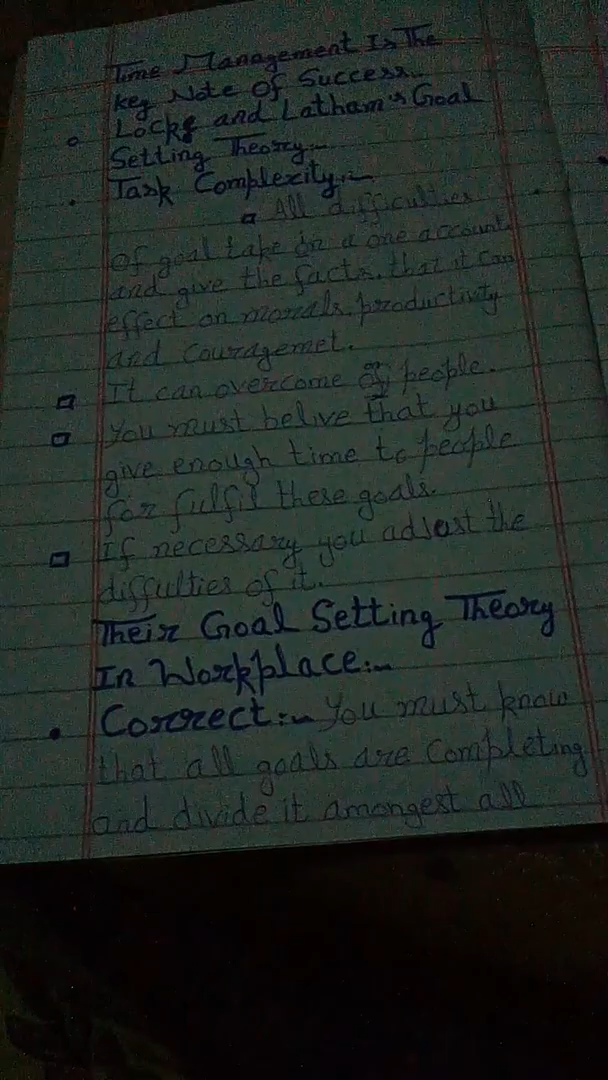 Time Management Is The
key Note Of Success.
Locke and Latham's Goal
Setting Theory:-
Task Complexity:-
All difficulties
of goal take in a one account
and give the facts. that it can
effect on morals. productivity
and couragemet.
It can overcome of people.
You must belive that you
give enough time to people
for fulfil these goals.
If necessary you adjust the
diffulties of it.
Their Goal Setting Theory
In Workplace:-
Correct:- You must know
that all goals are completing
and divide it amongest all